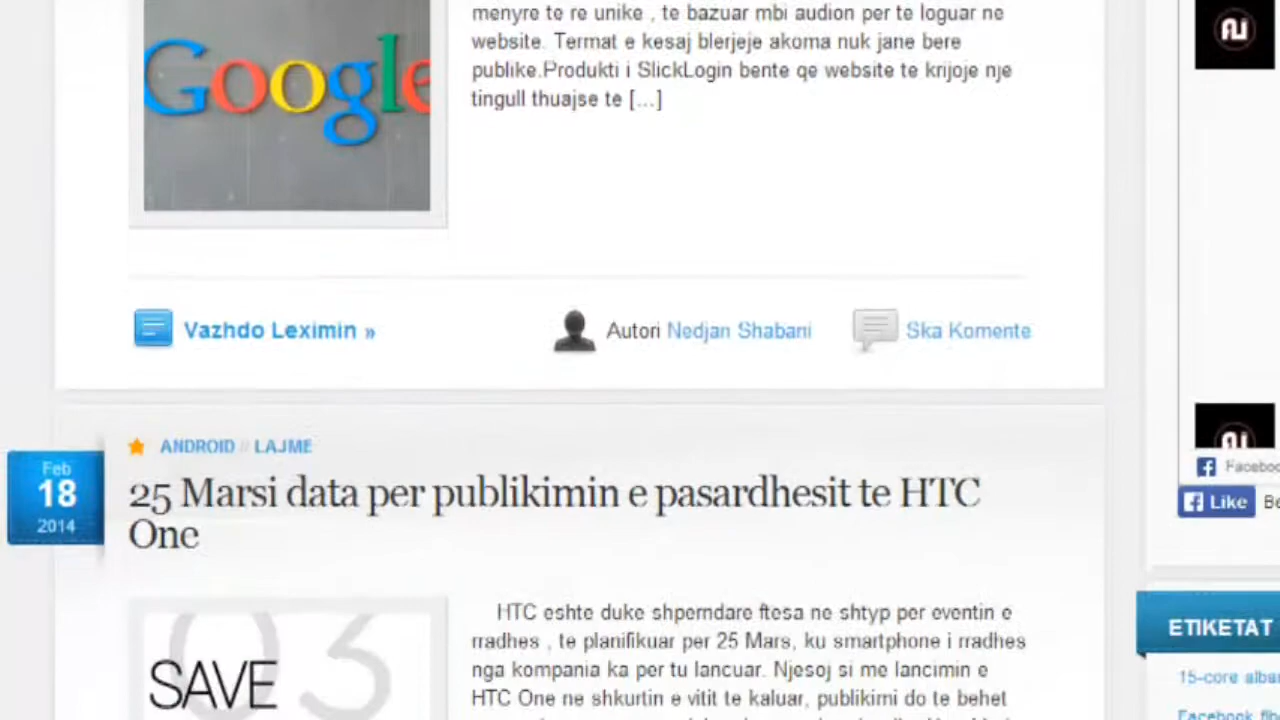 menyre te re unike , te bazuar mbi audion per te loguar ne
website. Termat e kesaj blerjeje akoma nuk jane bere
publike.Produkti i SlickLogin bente qe website te krijoje nje
tingull thuajse te [...]
Google
Vazhdo Leximin »
Autori Nedjan Shabani
Ska Komente
ANDROID // LAJME
Feb
18
2014
25 Marsi data per publikimin e pasardhesit te HTC
One
HTC eshte duke shperndare ftesa ne shtyp per eventin e
rradhes , te planifikuar per 25 Mars, ku smartphone i rradhes
nga kompania ka per tu lancuar. Njesoj si me lancimin e
HTC One ne shkurtin e vitit te kaluar, publikimi do te behet
03
SAVE
Like
ETIKETAT
15-core
Facebook